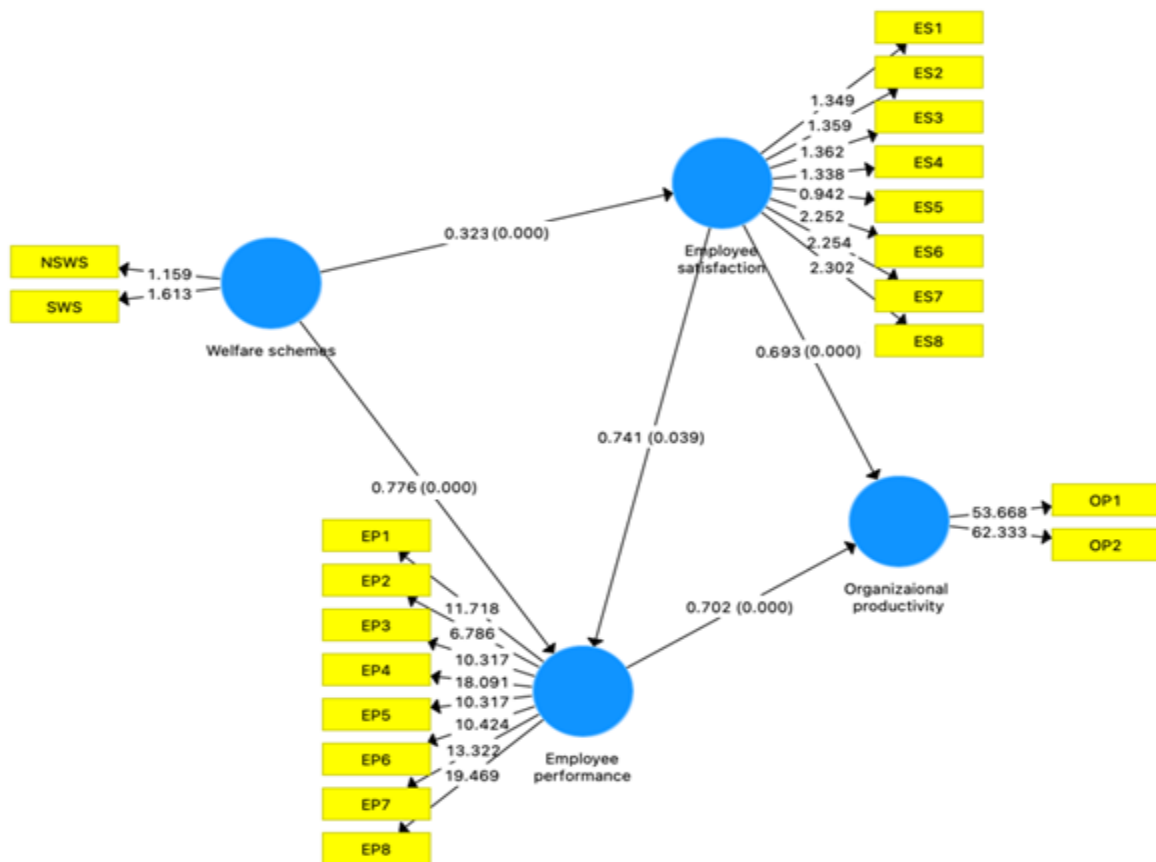 ES1
ES2
1.349
1.359
ES3
1.362
ES4
1.338
0.942
ES5
2.252
ES6
2.254
2.302
ES7
ES8
Employee
satisfaction
0.323 (0.000)
NSWS
1.159
SWS
1.613
Welfare schemes
0.693 (0.000)
0.741 (0.039)
0.776 (0.000)
OP1
53.668
62.333
OP2
Organizaional
productivity
0.702 (0.000)
EP1
EP2
11.718
EP3
6.786
10.317
EP4
18.091
EP5
10.317
10.424
EP6
13.322
19.469
EP7
EP8
Employee
performance